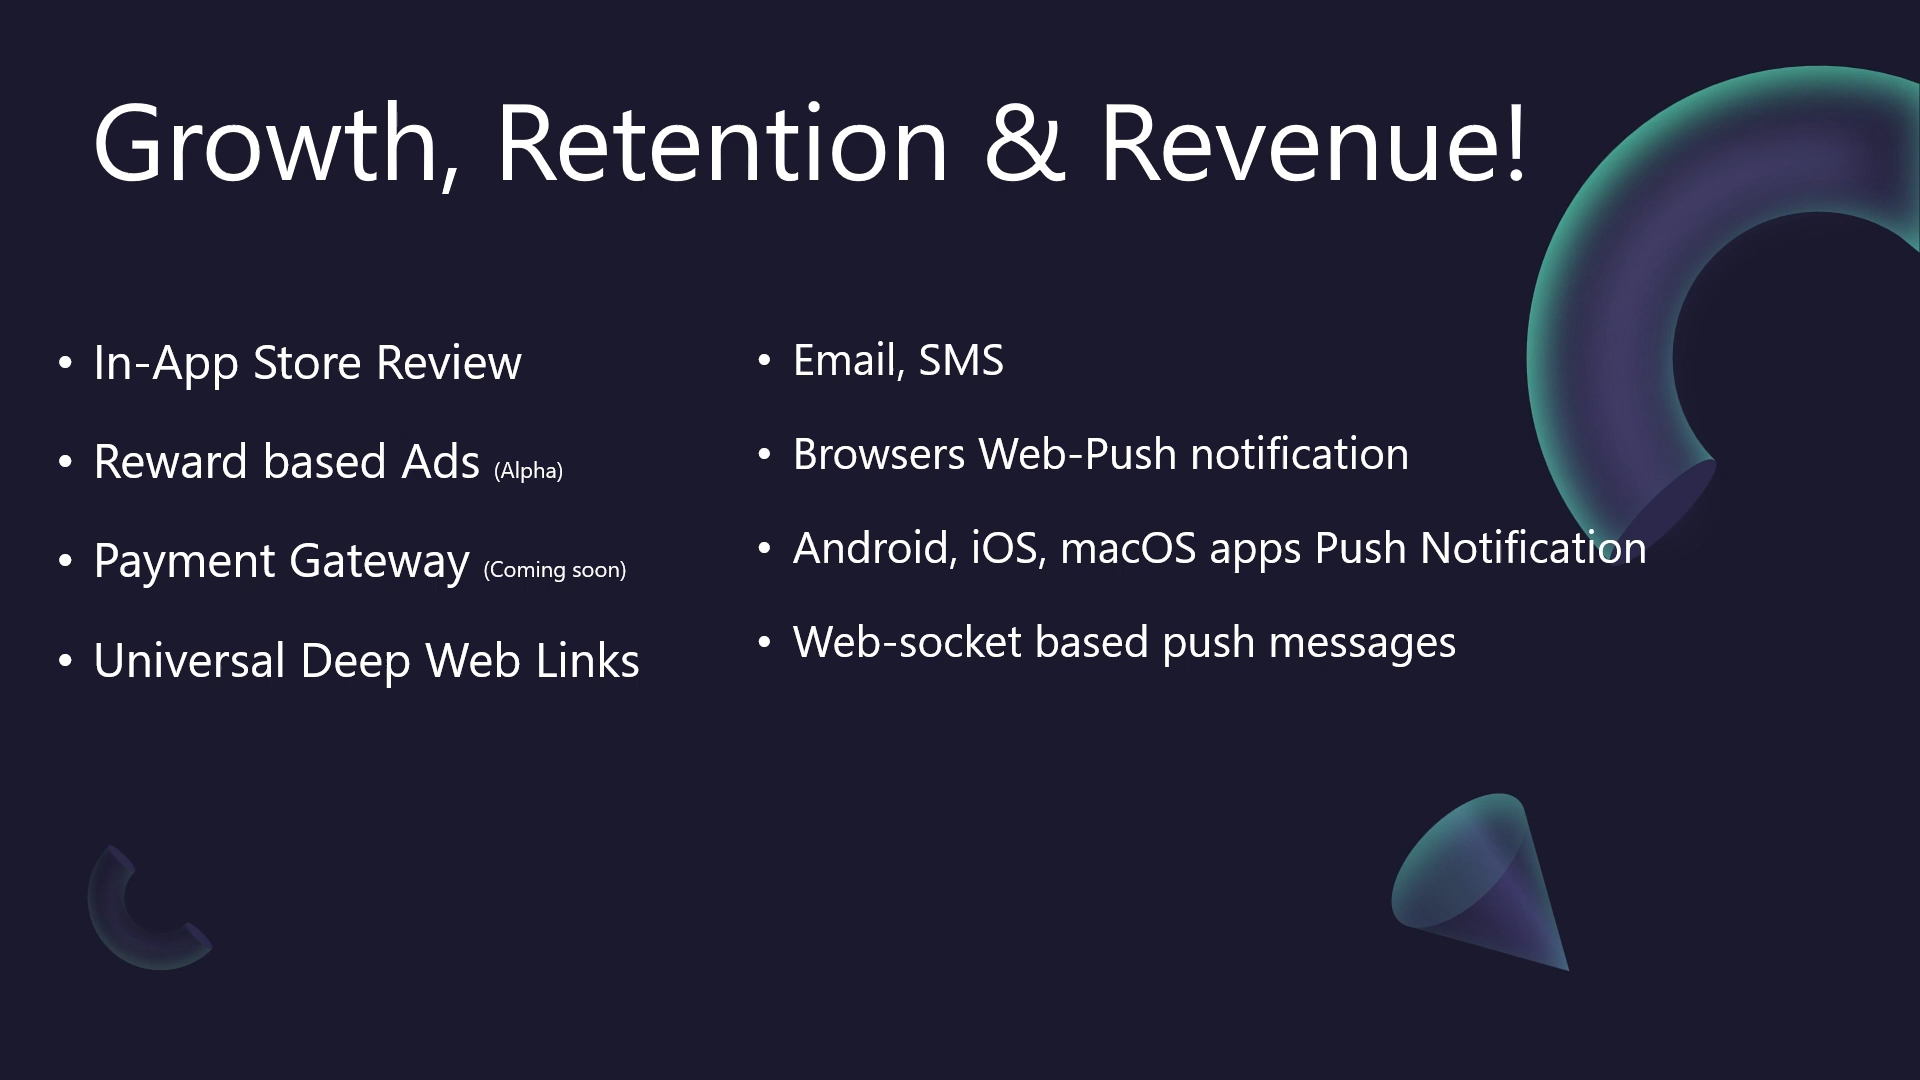 Growth, Retention & Revenue!
• In-App Store Review
• Reward based Ads (Alpha)
• Payment Gateway (Coming soon)
• Universal Deep Web Links
• Email, SMS
• Browsers Web-Push notification
• Android, iOS, macOS apps Push Notification
• Web-socket based push messages